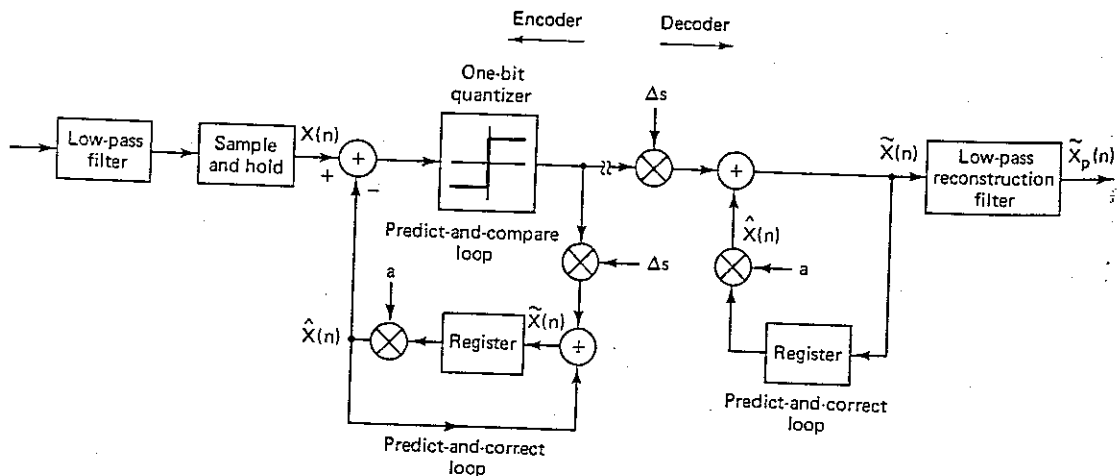 Encoder
Decoder
One-bit
quantizer
Δs
Low-pass
filter
Sample
and hold
X(n)
+
+
−
Predict-and-compare
loop
Δs
a
X̂(n)
Register
X̃(n)
+
Predict-and-correct
loop
+
X̂(n)
a
Register
Predict-and-correct
loop
X̃(n)
Low-pass
reconstruction
filter
X̃p(n)